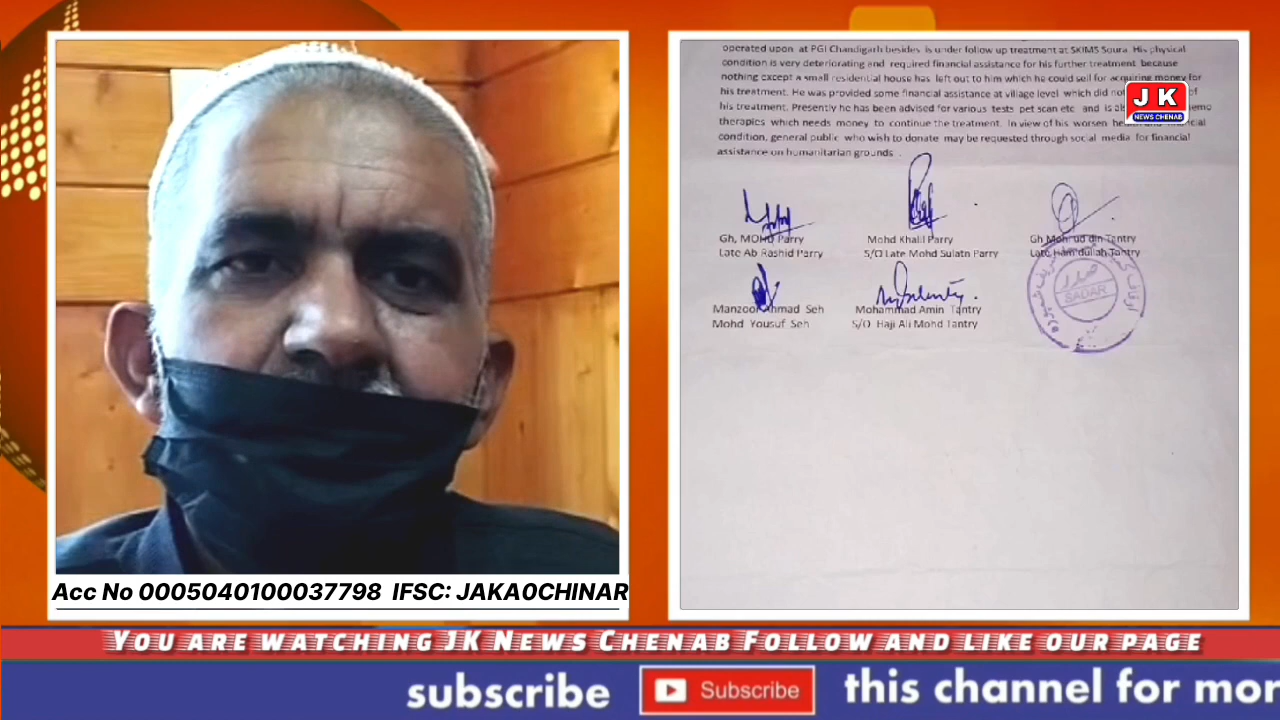 operated upon at PGI Chandigarh besides is under follow up treatment at SKIMS Soura. His physical
condition is very deteriorating and required financial assistance for his further treatment because
nothing except a small residential house has left out to him which he could sell for acquiring money for
his treatment. He was provided some financial assistance at village level which did not of
his treatment. Presently he has been advised for various tests pet scan etc and is
therapies which needs money to continue the treatment. In view of his worsen
condition, general public who wish to donate may be requested through social media for financial
assistance on humanitarian grounds .
JK
NEWS CHENAB
Gh, MOHd Parry Mohd Khalil Parry Gh Moh ud din Tantry
Late Ab Rashid Parry S/O Late Mohd Sulatn Parry Late Ham dullah Tantry
Manzoor Ahmad Seh Mohammad Amin Tantry
Mohd Yousuf Seh S/O Haji Ali Mohd Tantry
SADAR
Acc No 0005040100037798 IFSC: JAKA0CHINAR
YOU ARE WATCHING JK NEWS CHENAB FOLLOW AND LIKE OUR PAGE
subscribe Subscribe this channel for mor